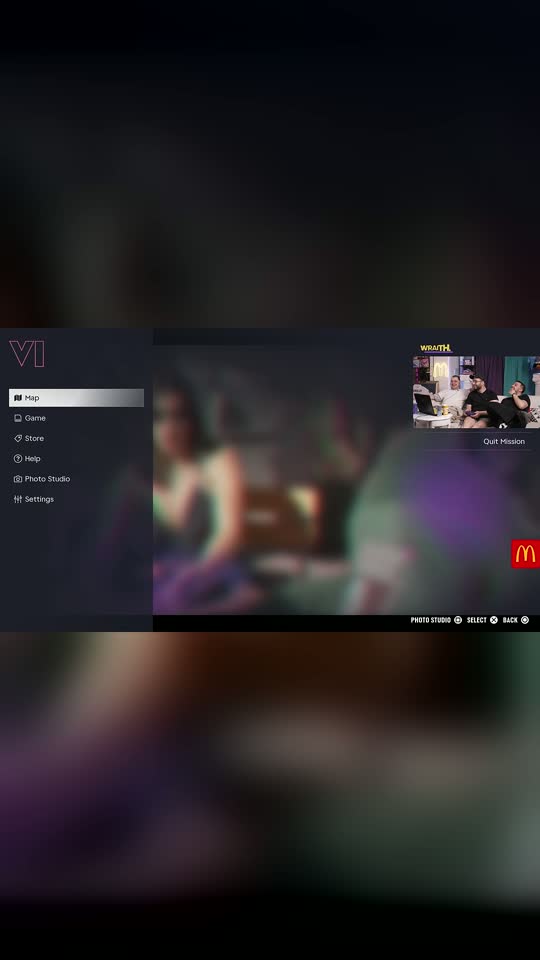 VI
WRAITH
Map
Game
Store
Help
Photo Studio
Settings
Quit Mission
PHOTO STUDIO
SELECT
BACK